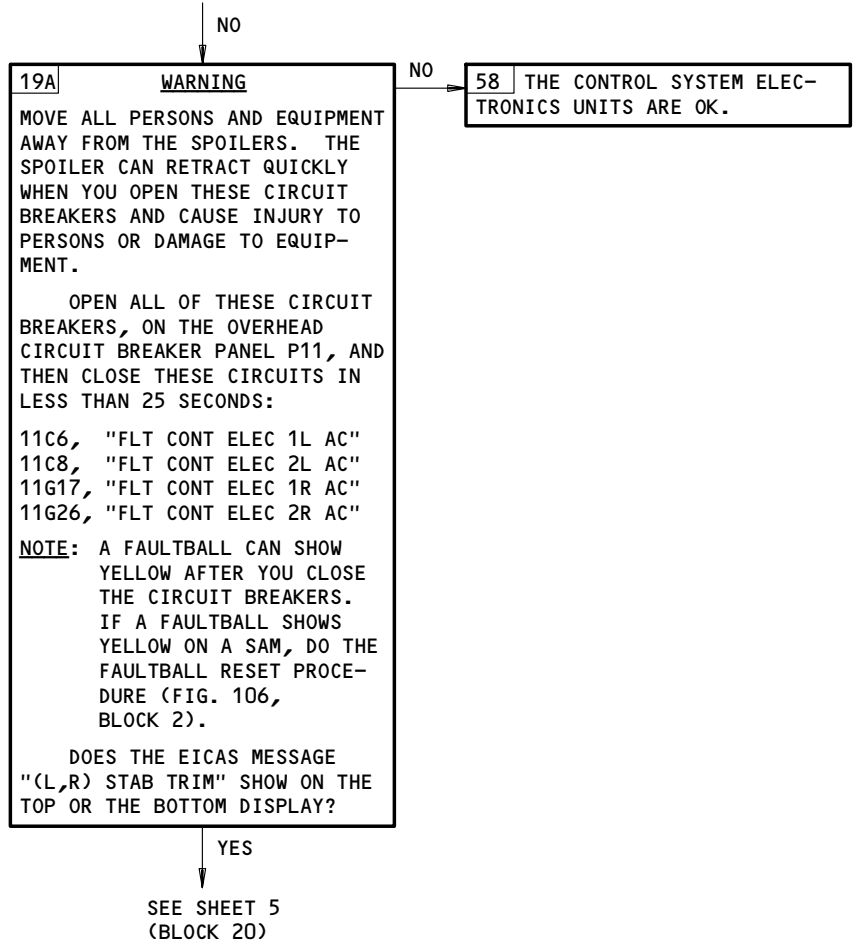 NO
19A WARNING
MOVE ALL PERSONS AND EQUIPMENT
AWAY FROM THE SPOILERS. THE
SPOILER CAN RETRACT QUICKLY
WHEN YOU OPEN THESE CIRCUIT
BREAKERS AND CAUSE INJURY TO
PERSONS OR DAMAGE TO EQUIP-
MENT.
OPEN ALL OF THESE CIRCUIT
BREAKERS, ON THE OVERHEAD
CIRCUIT BREAKER PANEL P11, AND
THEN CLOSE THESE CIRCUITS IN
LESS THAN 25 SECONDS:
11C6, "FLT CONT ELEC 1L AC"
11C8, "FLT CONT ELEC 2L AC"
11G17, "FLT CONT ELEC 1R AC"
11G26, "FLT CONT ELEC 2R AC"
NOTE: A FAULTBALL CAN SHOW
YELLOW AFTER YOU CLOSE
THE CIRCUIT BREAKERS.
IF A FAULTBALL SHOWS
YELLOW ON A SAM, DO THE
FAULTBALL RESET PROCE-
DURE (FIG. 106,
BLOCK 2).
DOES THE EICAS MESSAGE
"(L,R) STAB TRIM" SHOW ON THE
TOP OR THE BOTTOM DISPLAY?
NO
58 THE CONTROL SYSTEM ELEC-
TRONICS UNITS ARE OK.
YES
SEE SHEET 5
(BLOCK 20)